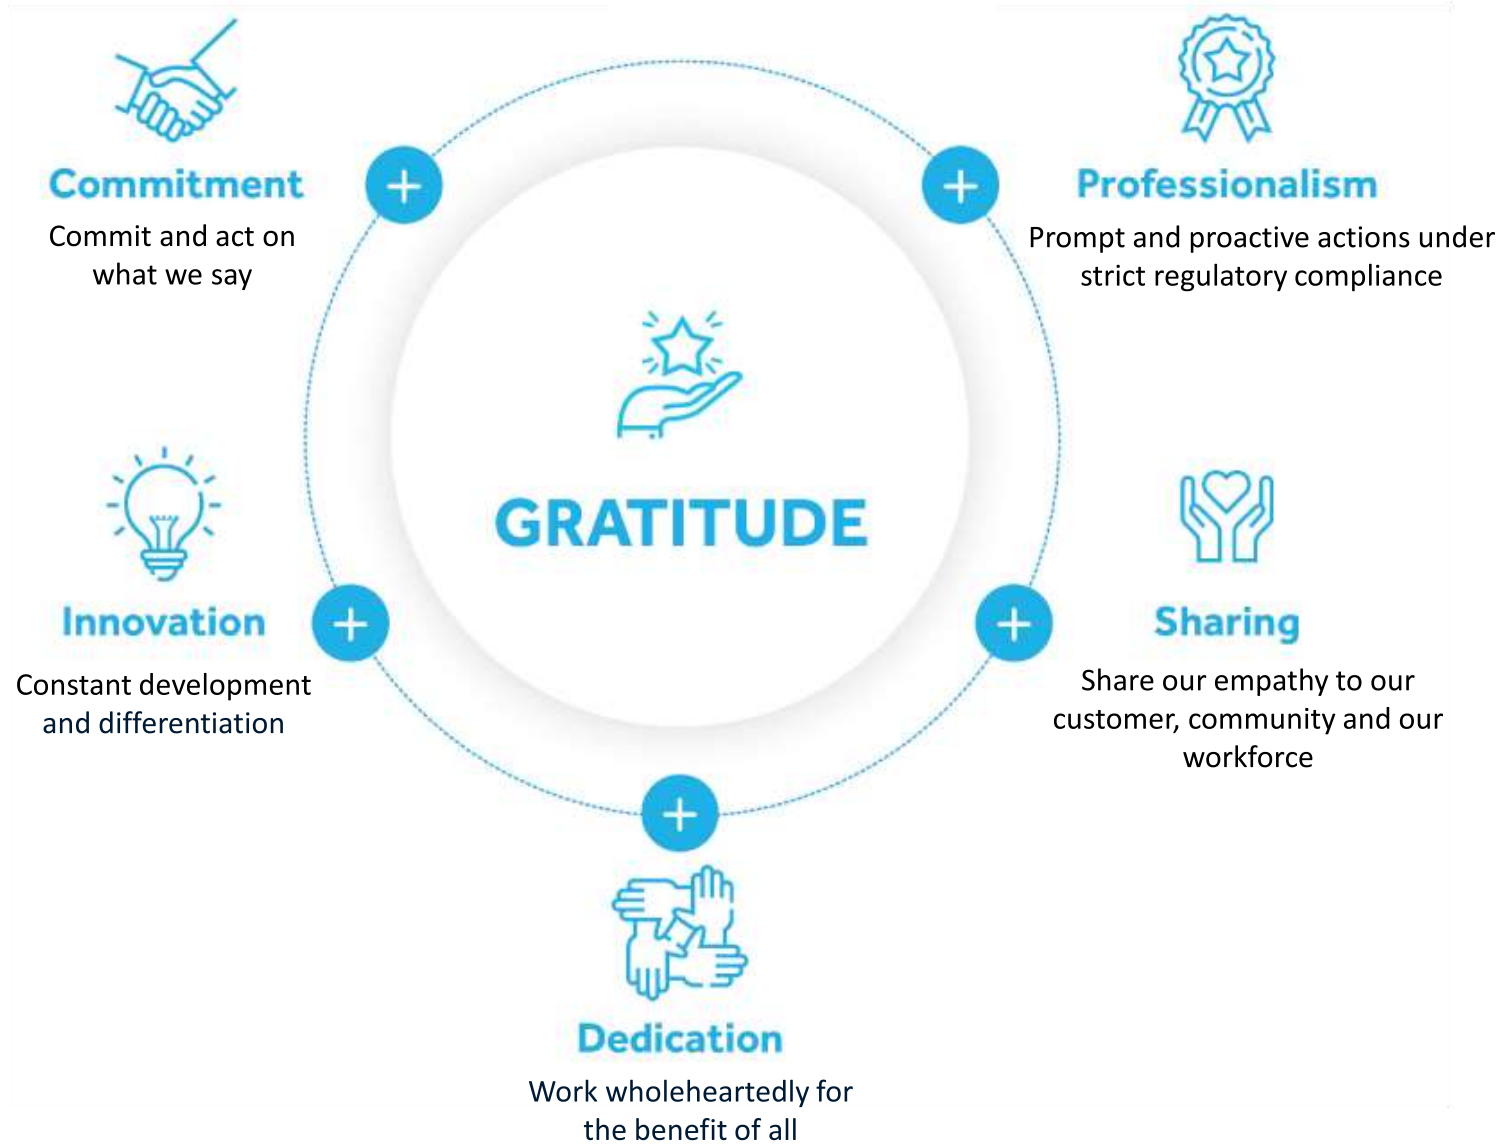 Commitment
Commit and act on
what we say
Professionalism
Prompt and proactive actions under
strict regulatory compliance
GRATITUDE
Innovation
Constant development
and differentiation
Sharing
Share our empathy to our
customer, community and our
workforce
Dedication
Work wholeheartedly for
the benefit of all